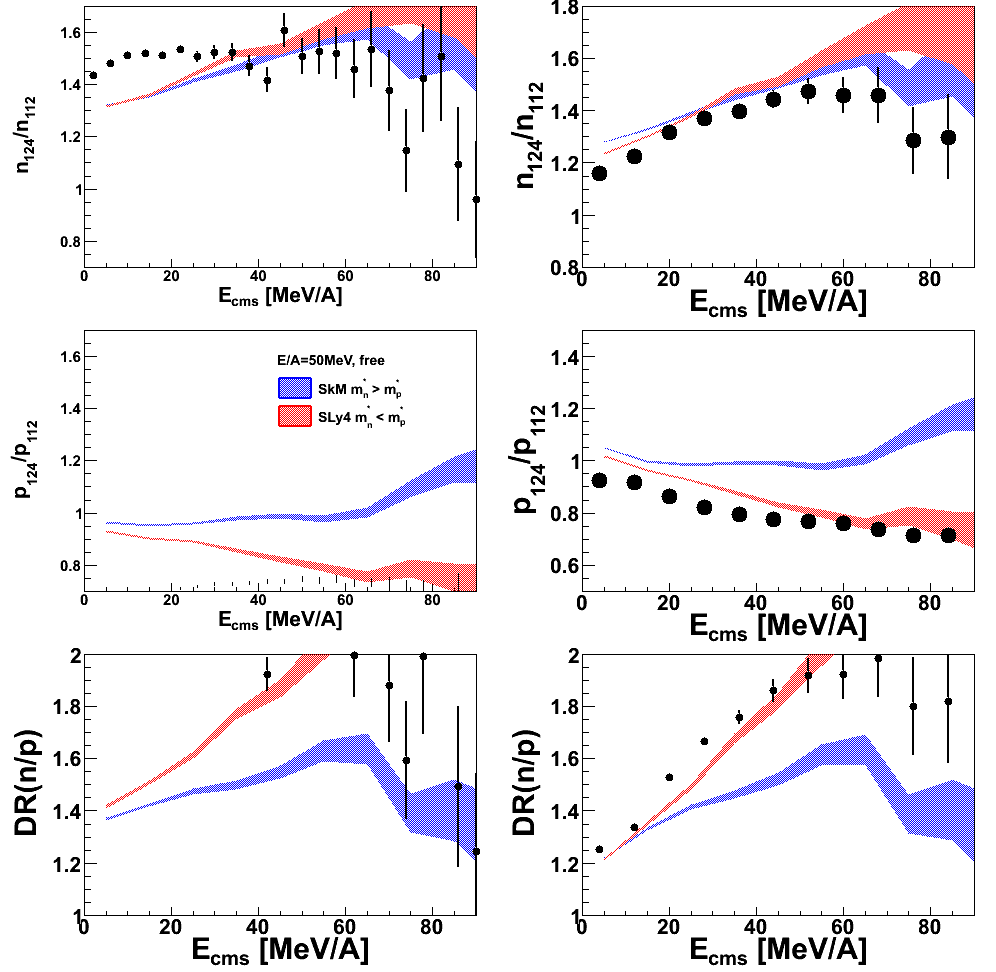 n124/n112
1.6
1.4
1.2
1
0.8
0 20 40 60 80
Ecms [MeV/A]
n124/n112
1.8
1.6
1.4
1.2
1
0.8
0 20 40 60 80
Ecms [MeV/A]
p124/p112
1.6
1.4
1.2
1
0.8
0 20 40 60 80
Ecms [MeV/A]
E/A=50MeV, free
SkM m*n > m*p
SLy4 m*n < m*p
p124/p112
1.4
1.2
1
0.8
0.6
0 20 40 60 80
Ecms [MeV/A]
DR(n/p)
2
1.8
1.6
1.4
1.2
1
0 20 40 60 80
Ecms [MeV/A]
DR(n/p)
2
1.8
1.6
1.4
1.2
1
0 20 40 60 80
Ecms [MeV/A]